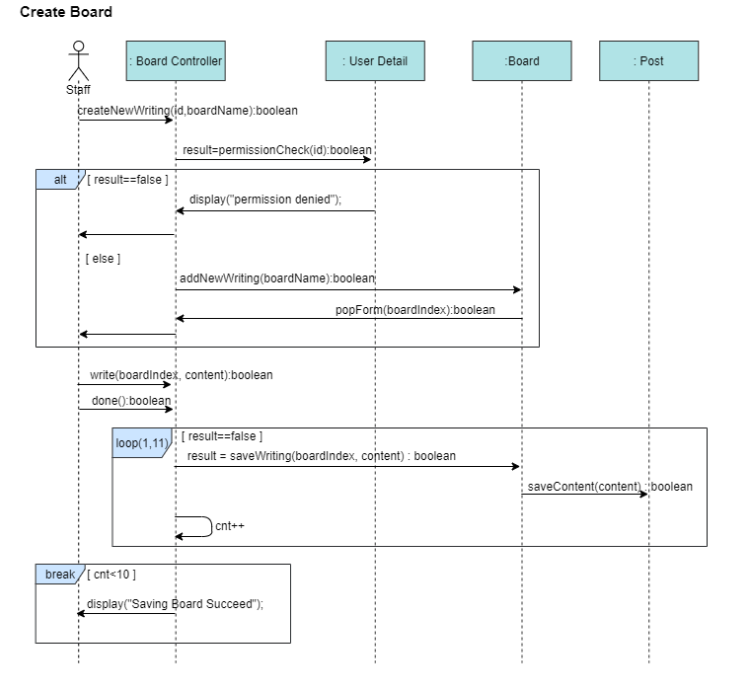 Create Board
: Board Controller
: User Detail
:Board
: Post
Staff
createNewWriting(id,boardName):boolean
result=permissionCheck(id):boolean
alt
[ result==false ]
display("permission denied");
[ else ]
addNewWriting(boardName):boolean
popForm(boardIndex):boolean
write(boardIndex, content):boolean
done():boolean
loop(1,11)
[ result==false ]
result = saveWriting(boardIndex, content) : boolean
saveContent(content) :boolean
cnt++
break
[ cnt<10 ]
display("Saving Board Succeed");